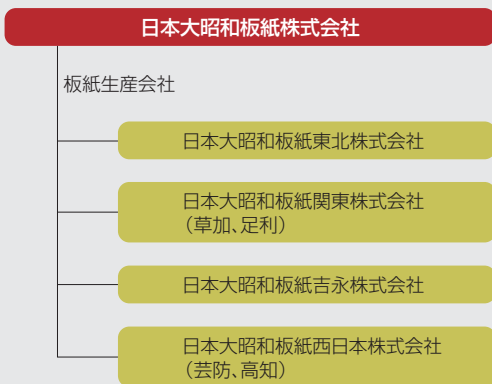 日本大昭和板紙株式会社
板紙生産会社
日本大昭和板紙東北株式会社
日本大昭和板紙関東株式会社
(草加、足利)
日本大昭和板紙吉永株式会社
日本大昭和板紙西日本株式会社
(芸防、高知)